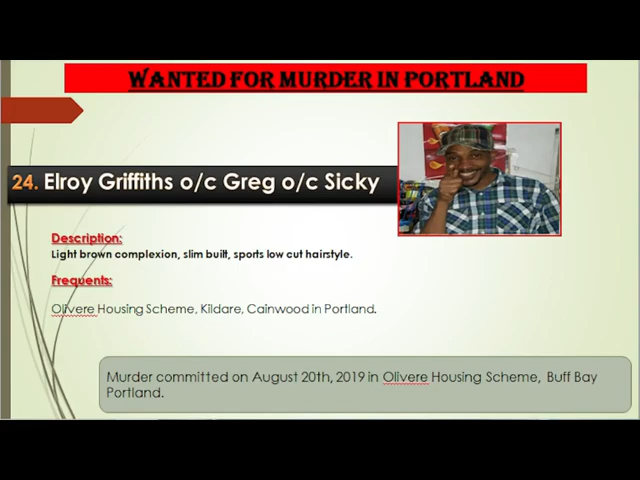 WANTED FOR MURDER IN PORTLAND
24. Elroy Griffiths o/c Greg o/c Sicky
Description:
Light brown complexion, slim built, sports low cut hairstyle.
Frequents:
Olivere Housing Scheme, Kildare, Cainwood in Portland.
Murder committed on August 20th, 2019 in Olivere Housing Scheme, Buff Bay
Portland.